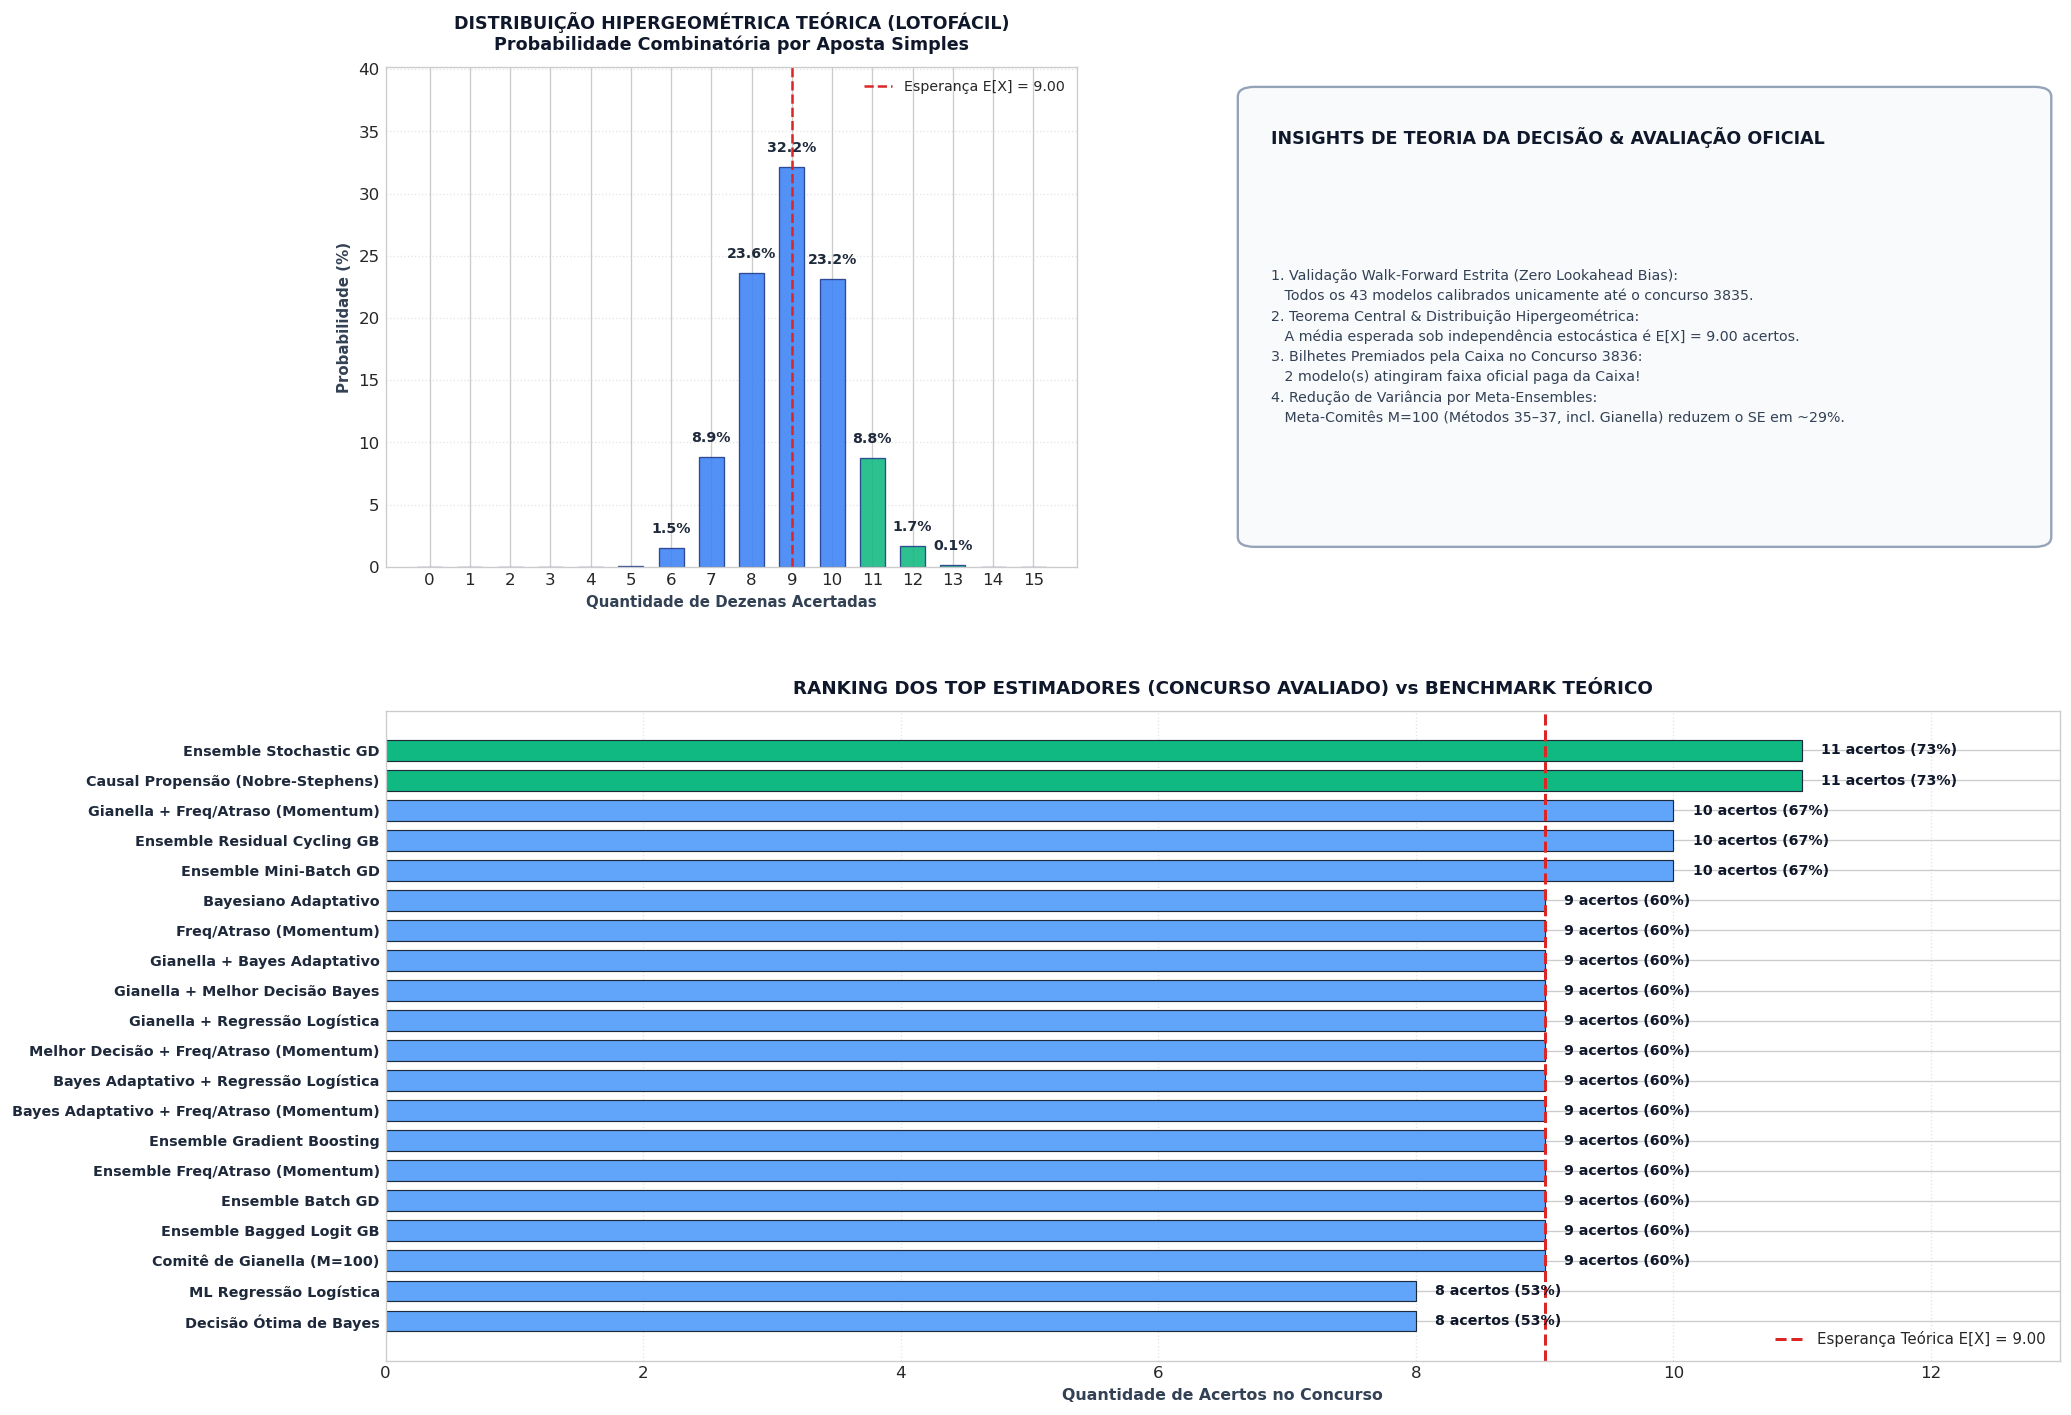 DISTRIBUIÇÃO HIPERGEOMÉTRICA TEÓRICA (LOTOFÁCIL)
Probabilidade Combinatória por Aposta Simples
Esperança E[X] = 9.00
Probabilidade (%)
40
35
30
25
20
15
10
5
0
1.5%
8.9%
23.6%
32.2%
23.2%
8.8%
1.7%
0.1%
0 1 2 3 4 5 6 7 8 9 10 11 12 13 14 15
Quantidade de Dezenas Acertadas
INSIGHTS DE TEORIA DA DECISÃO & AVALIAÇÃO OFICIAL
1. Validação Walk-Forward Estrita (Zero Lookahead Bias):
Todos os 43 modelos calibrados unicamente até o concurso 3835.
2. Teorema Central & Distribuição Hipergeométrica:
A média esperada sob independência estocástica é E[X] = 9.00 acertos.
3. Bilhetes Premiados pela Caixa no Concurso 3836:
2 modelo(s) atingiram faixa oficial paga da Caixa!
4. Redução de Variância por Meta-Ensembles:
Meta-Comitês M=100 (Métodos 35–37, incl. Gianella) reduzem o SE em ~29%.
RANKING DOS TOP ESTIMADORES (CONCURSO AVALIADO) vs BENCHMARK TEÓRICO
Ensemble Stochastic GD 11 acertos (73%)
Causal Propensão (Nobre-Stephens) 11 acertos (73%)
Gianella + Freq/Atraso (Momentum) 10 acertos (67%)
Ensemble Residual Cycling GB 10 acertos (67%)
Ensemble Mini-Batch GD 10 acertos (67%)
Bayesiano Adaptativo 9 acertos (60%)
Freq/Atraso (Momentum) 9 acertos (60%)
Gianella + Bayes Adaptativo 9 acertos (60%)
Gianella + Melhor Decisão Bayes 9 acertos (60%)
Gianella + Regressão Logística 9 acertos (60%)
Melhor Decisão + Freq/Atraso (Momentum) 9 acertos (60%)
Bayes Adaptativo + Regressão Logística 9 acertos (60%)
Bayes Adaptativo + Freq/Atraso (Momentum) 9 acertos (60%)
Ensemble Gradient Boosting 9 acertos (60%)
Ensemble Freq/Atraso (Momentum) 9 acertos (60%)
Ensemble Batch GD 9 acertos (60%)
Ensemble Bagged Logit GB 9 acertos (60%)
Comitê de Gianella (M=100) 9 acertos (60%)
ML Regressão Logística 8 acertos (53%)
Decisão Ótima de Bayes 8 acertos (53%)
Esperança Teórica E[X] = 9.00
0 2 4 6 8 10 12
Quantidade de Acertos no Concurso